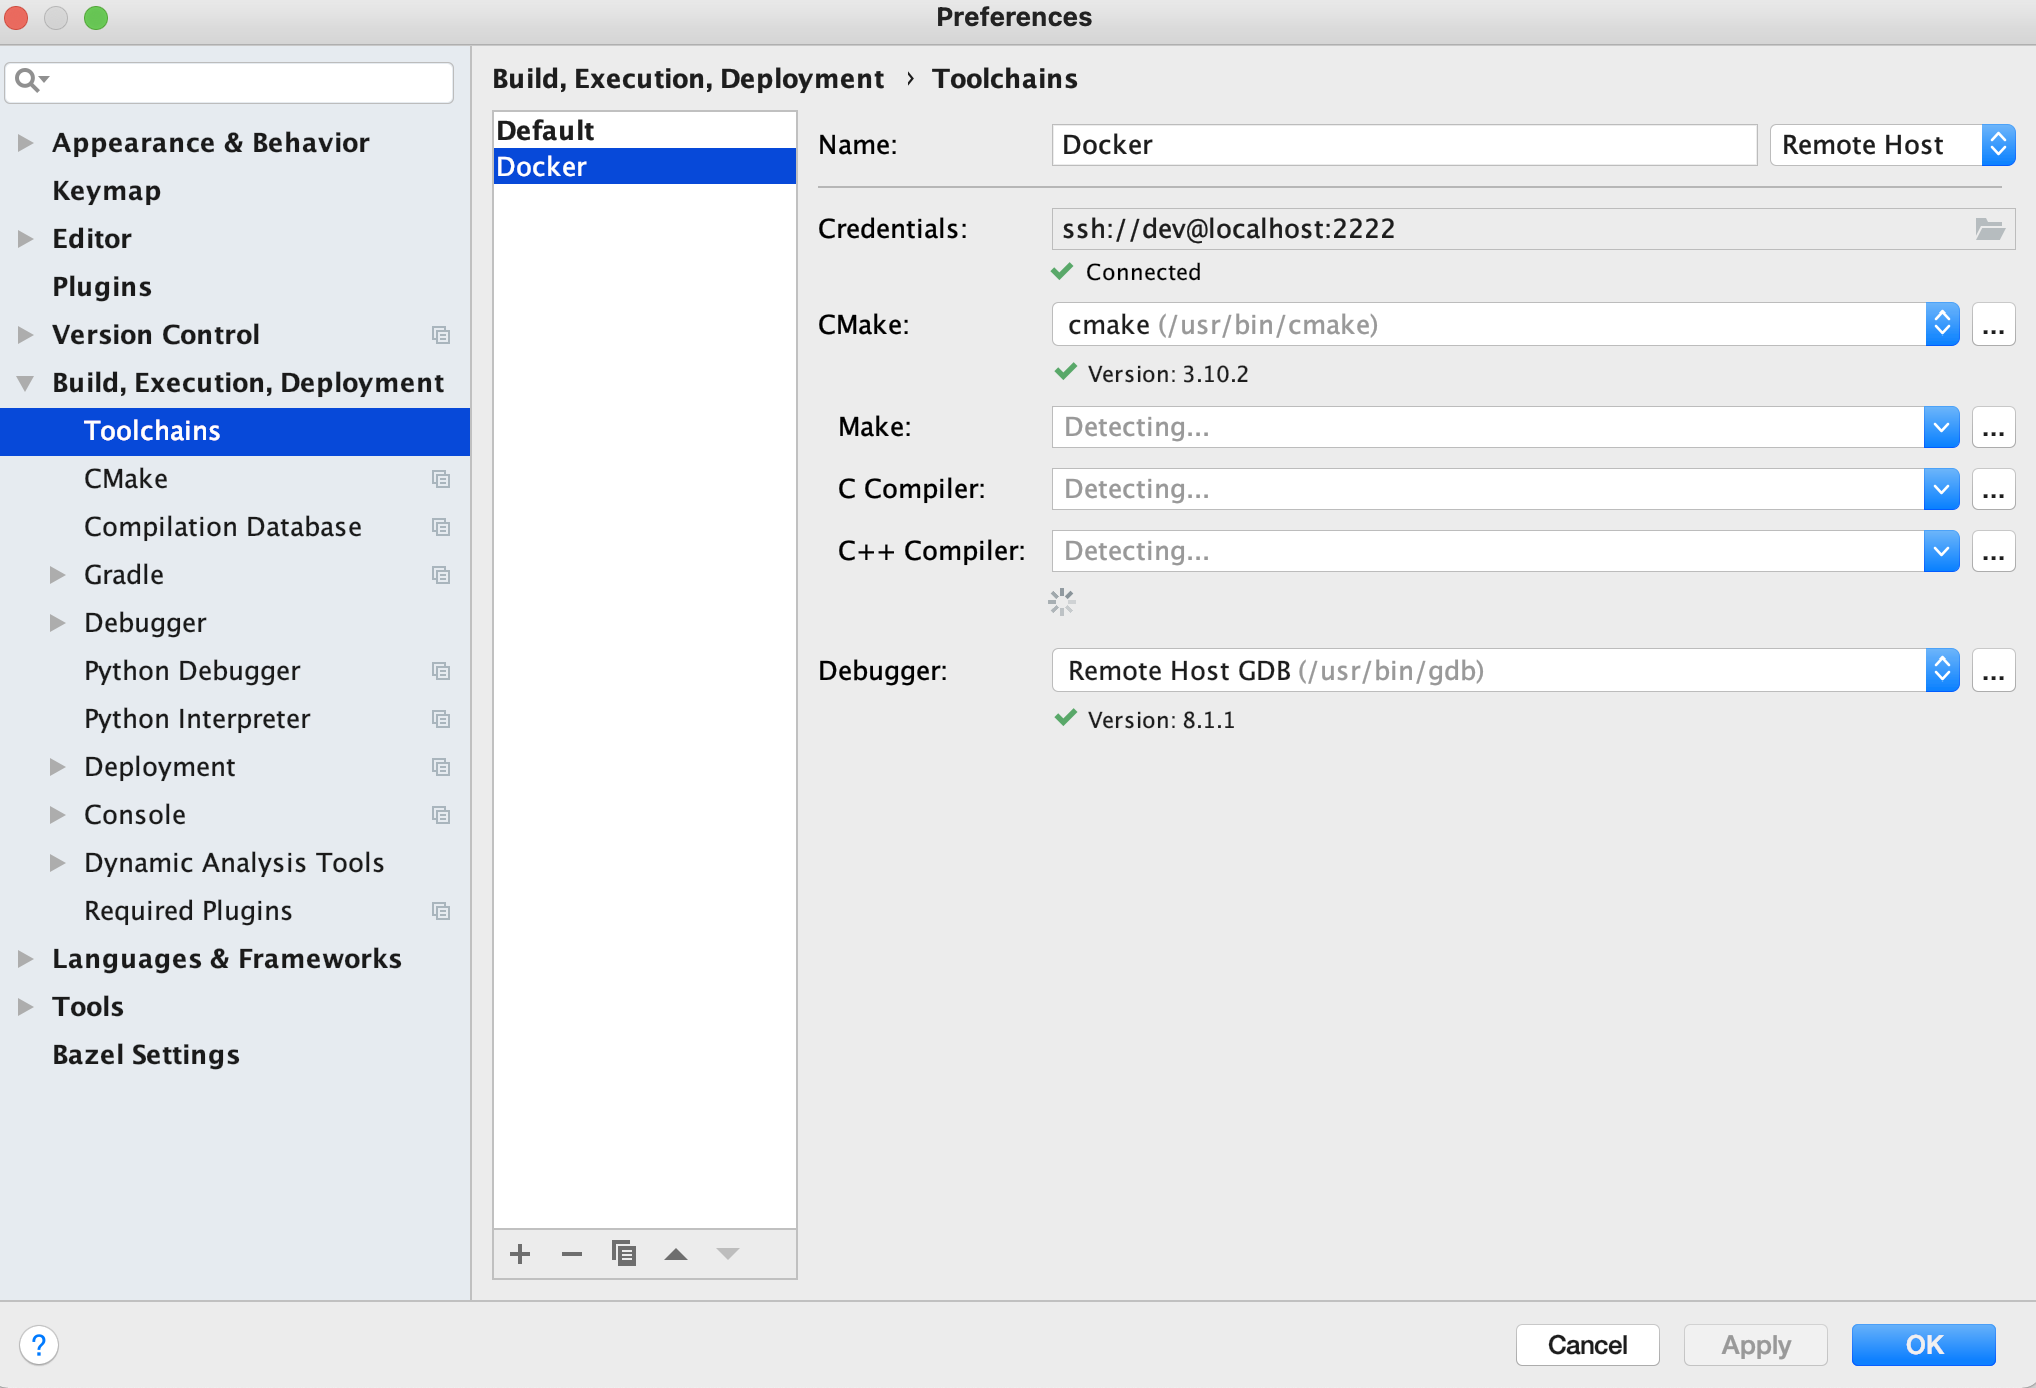 Preferences
Appearance & Behavior
Keymap
Editor
Plugins
Version Control
Build, Execution, Deployment
Toolchains
CMake
Compilation Database
Gradle
Debugger
Python Debugger
Python Interpreter
Deployment
Console
Dynamic Analysis Tools
Required Plugins
Languages & Frameworks
Tools
Bazel Settings
Build, Execution, Deployment › Toolchains
Default
Docker
Name: Docker Remote Host
Credentials: ssh://dev@localhost:2222
Connected
CMake: cmake (/usr/bin/cmake) ...
Version: 3.10.2
Make: Detecting... ...
C Compiler: Detecting... ...
C++ Compiler: Detecting... ...
Debugger: Remote Host GDB (/usr/bin/gdb) ...
Version: 8.1.1
? Cancel Apply OK